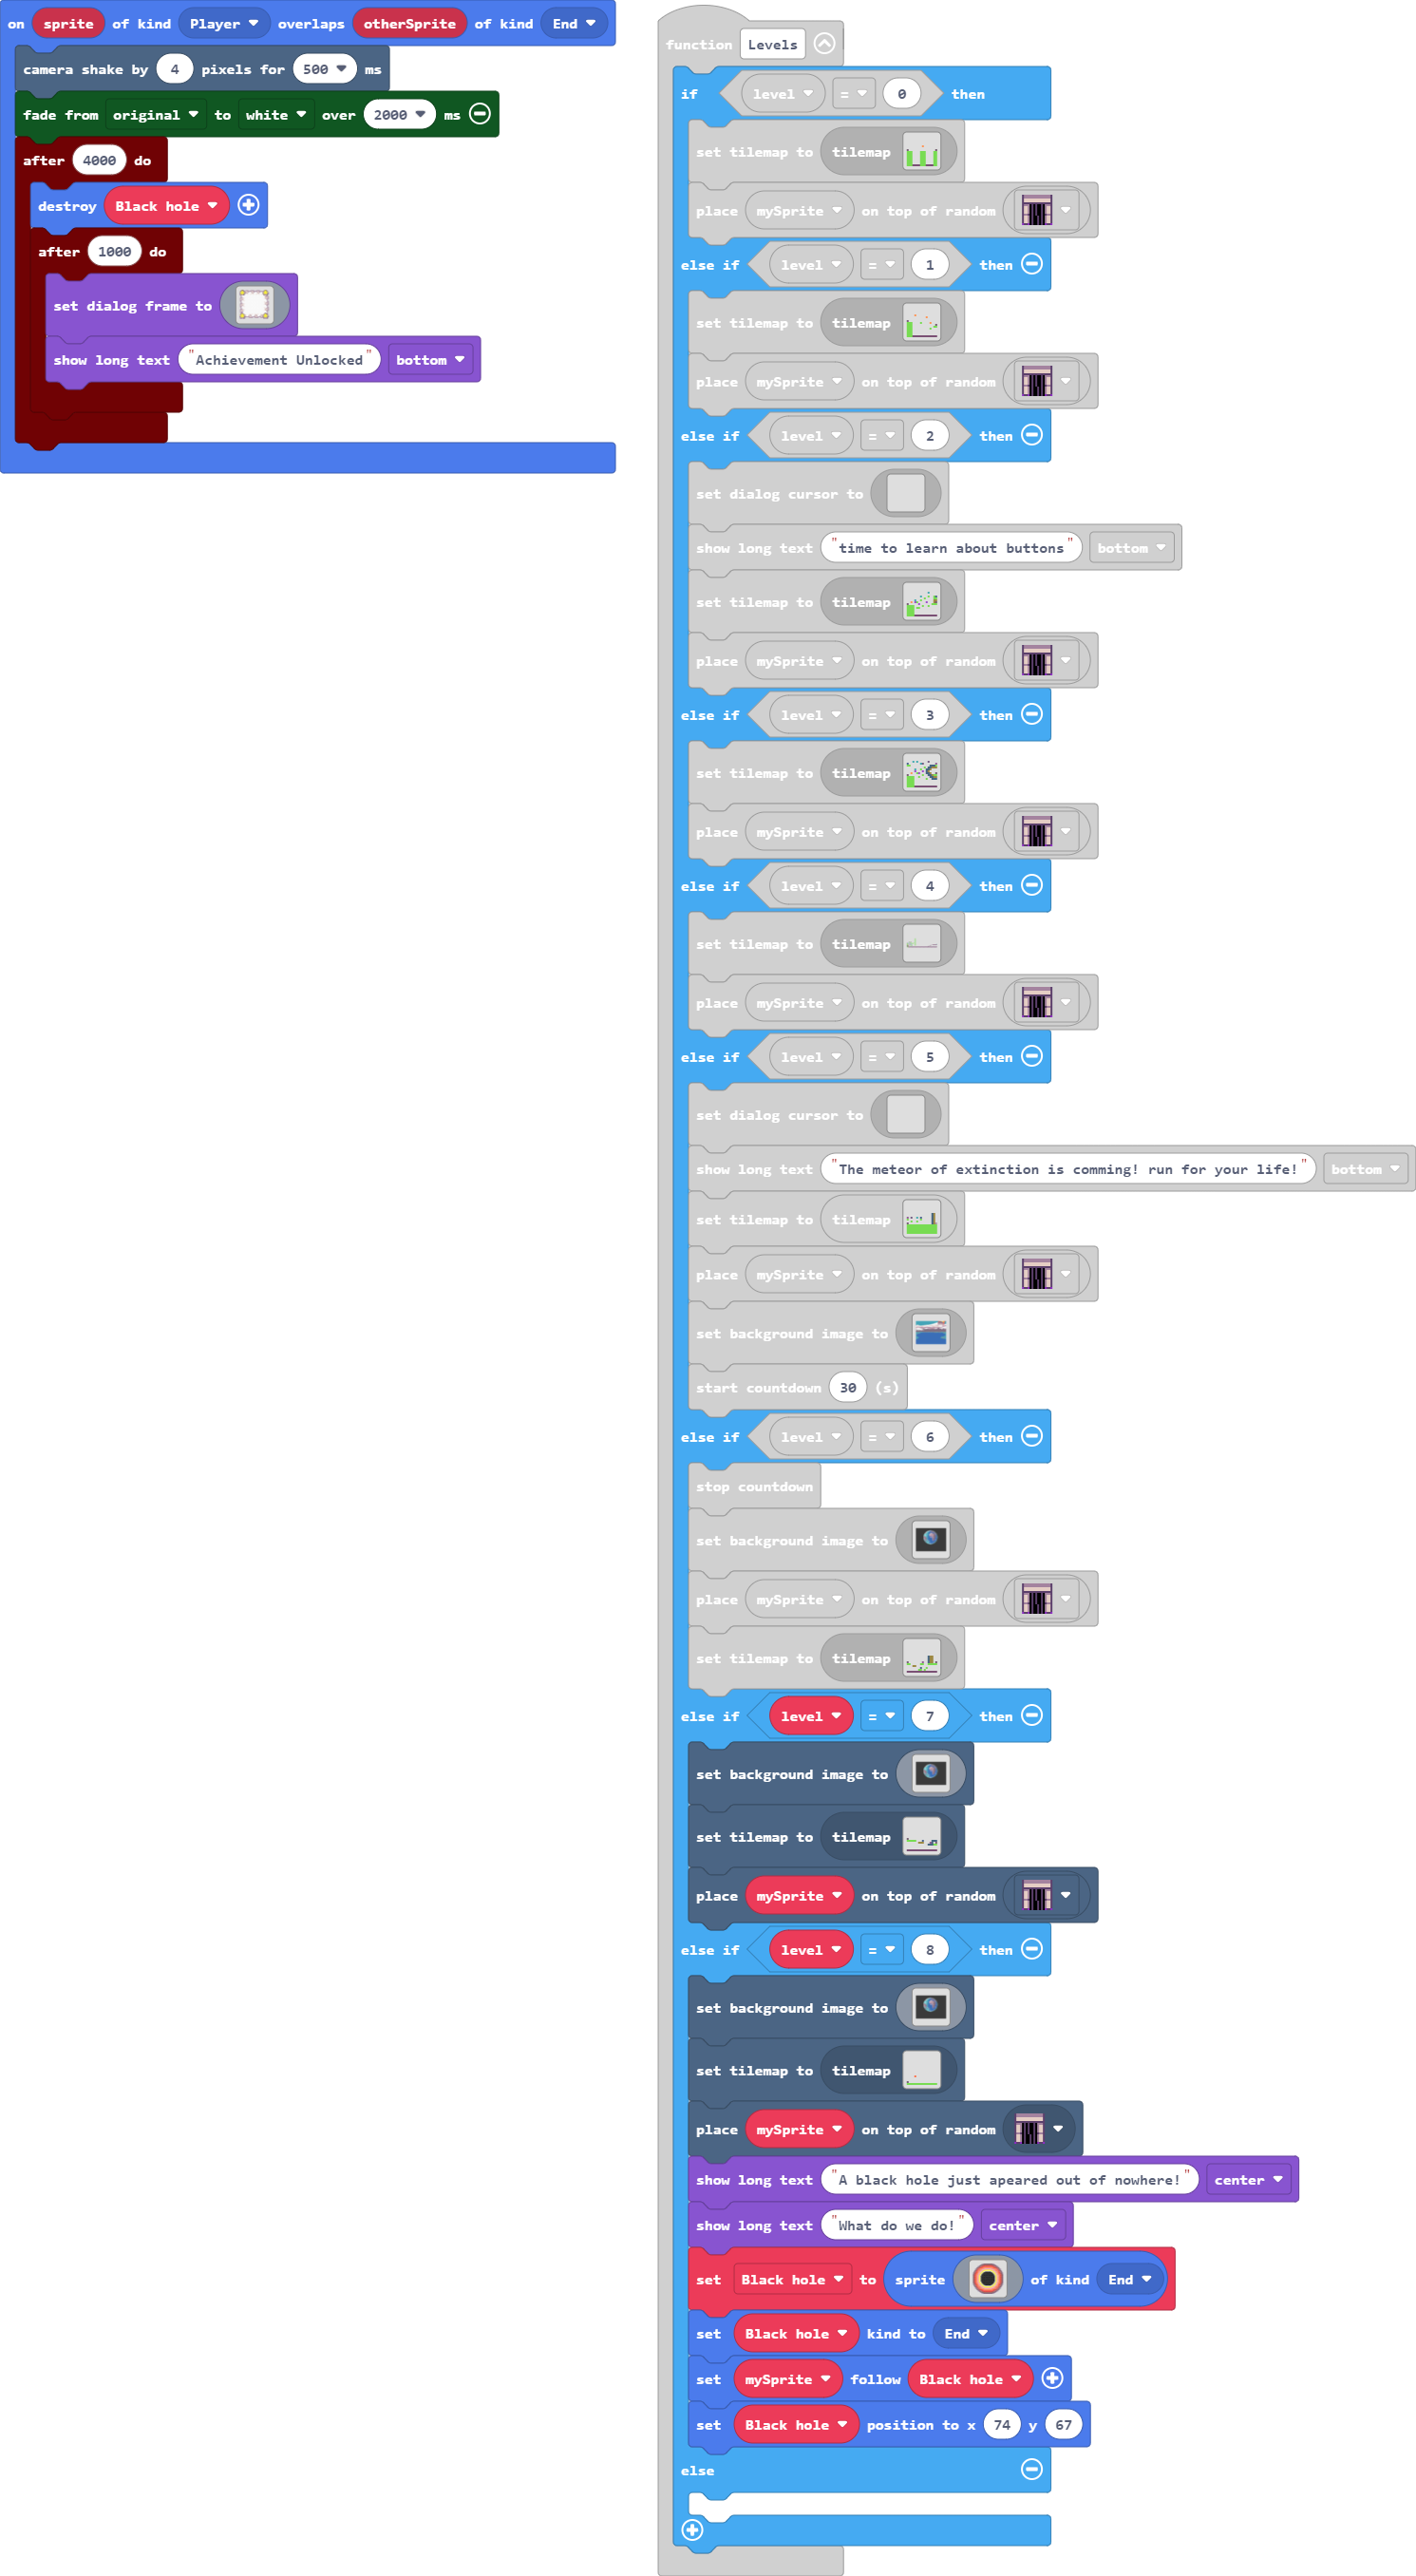 on sprite of kind Player overlaps otherSprite of kind End
camera shake by 4 pixels for 500 ms
fade from original to white over 2000 ms
after 4000 do
destroy Black hole
after 1000 do
set dialog frame to
show long text "Achievement Unlocked" bottom
function Levels
if level = 0 then
set tilemap to tilemap
place mySprite on top of random
else if level = 1 then
set tilemap to tilemap
place mySprite on top of random
else if level = 2 then
set dialog cursor to
show long text "time to learn about buttons" bottom
set tilemap to tilemap
place mySprite on top of random
else if level = 3 then
set tilemap to tilemap
place mySprite on top of random
else if level = 4 then
set tilemap to tilemap
place mySprite on top of random
else if level = 5 then
set dialog cursor to
show long text "The meteor of extinction is comming! run for your life!" bottom
set tilemap to tilemap
place mySprite on top of random
set background image to
start countdown 30 (s)
else if level = 6 then
stop countdown
set background image to
place mySprite on top of random
set tilemap to tilemap
else if level = 7 then
set background image to
set tilemap to tilemap
place mySprite on top of random
else if level = 8 then
set background image to
set tilemap to tilemap
place mySprite on top of random
show long text "A black hole just apeared out of nowhere!" center
show long text "What do we do!" center
set Black hole to sprite of kind End
set Black hole kind to End
set mySprite follow Black hole
set Black hole position to x 74 y 67
else